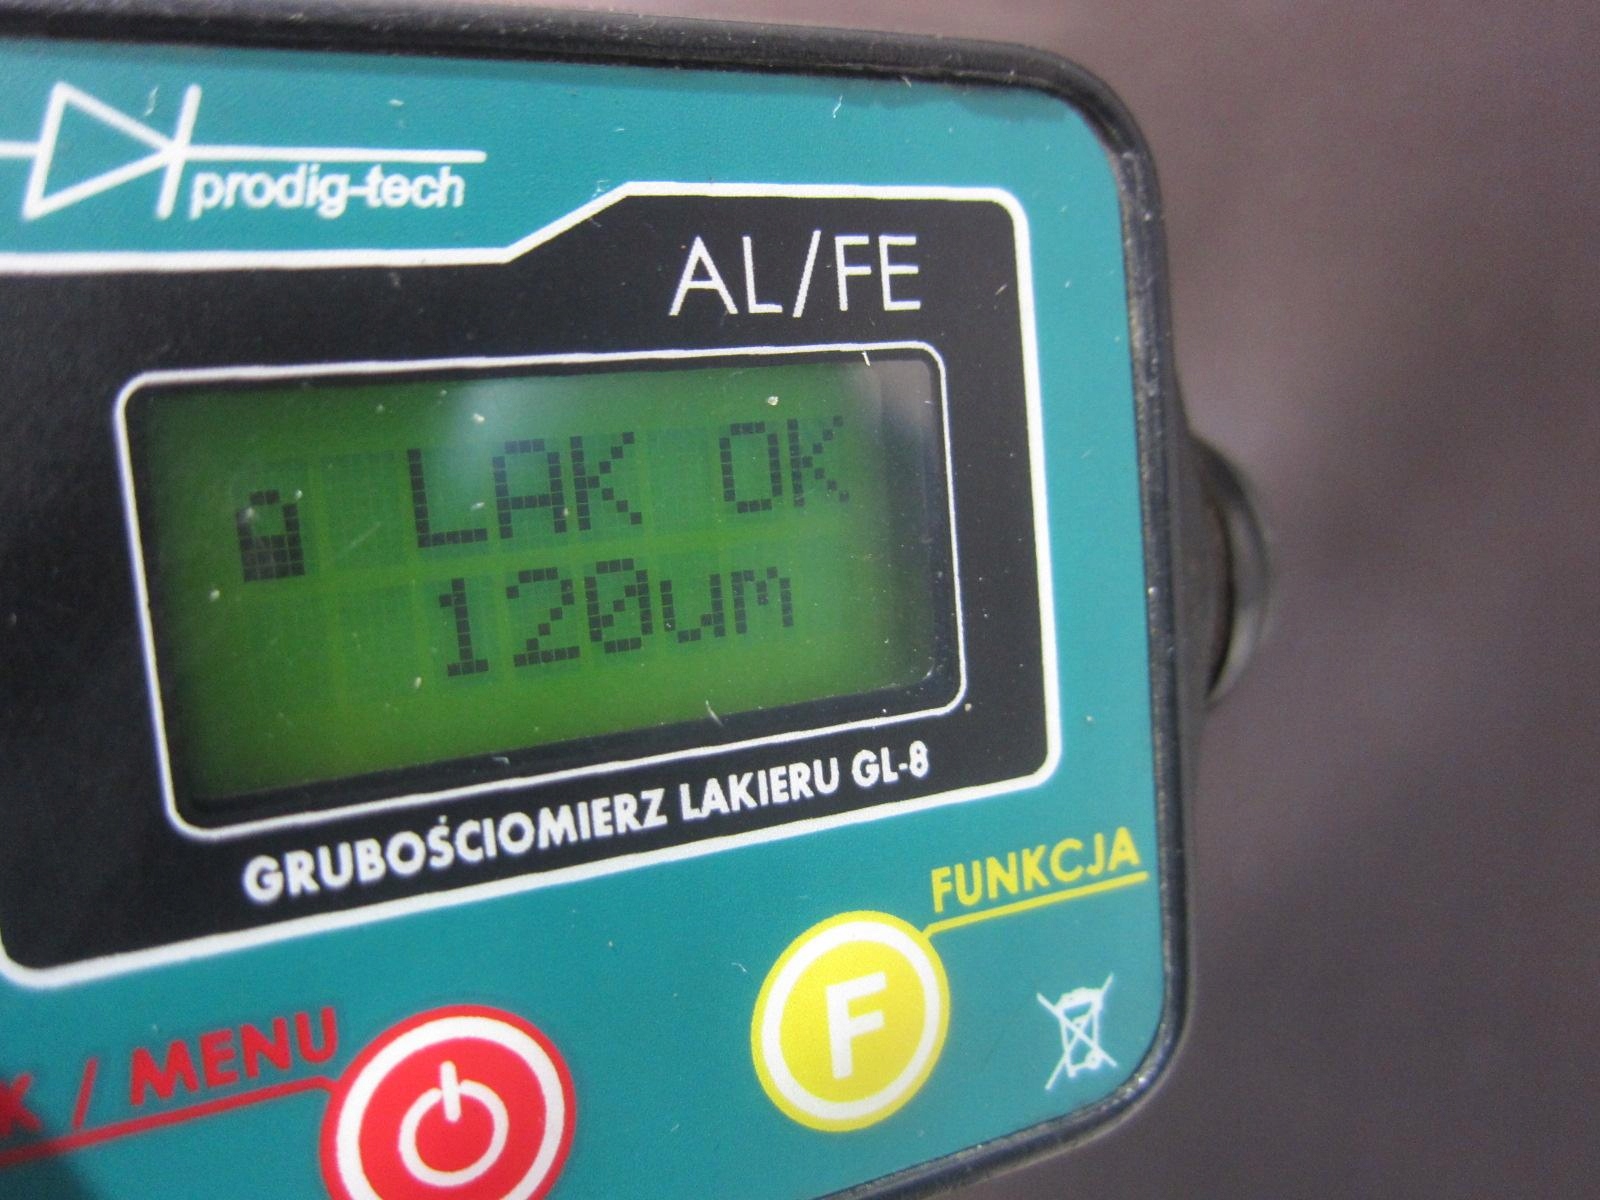 prodig-tech
AL/FE
LAK OK
120um
GRUBOŚCIOMIERZ LAKIERU GL-8
FUNKCJA
F
/ MENU